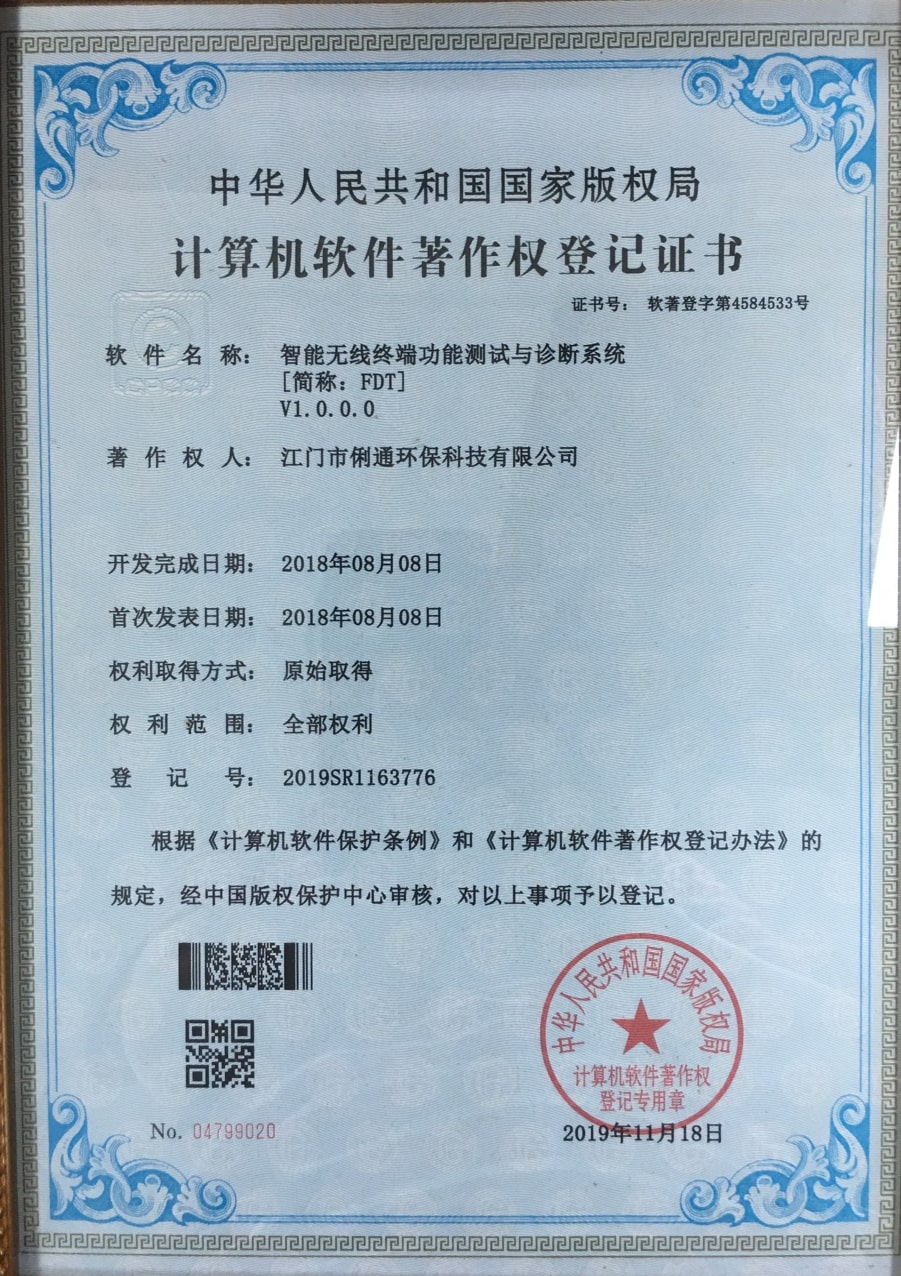 中华人民共和国国家版权局
计算机软件著作权登记证书
证书号： 软著登字第4584533号
软件名称： 智能无线终端功能测试与诊断系统
[简称：FDT]
V1.0.0.0
著作权人： 江门市俐通环保科技有限公司
开发完成日期： 2018年08月08日
首次发表日期： 2018年08月08日
权利取得方式： 原始取得
权利范围： 全部权利
登记号： 2019SR1163776
根据《计算机软件保护条例》和《计算机软件著作权登记办法》的
规定，经中国版权保护中心审核，对以上事项予以登记。
中华人民共和国国家版权局
计算机软件著作权
登记专用章
No. 04799020
2019年11月18日